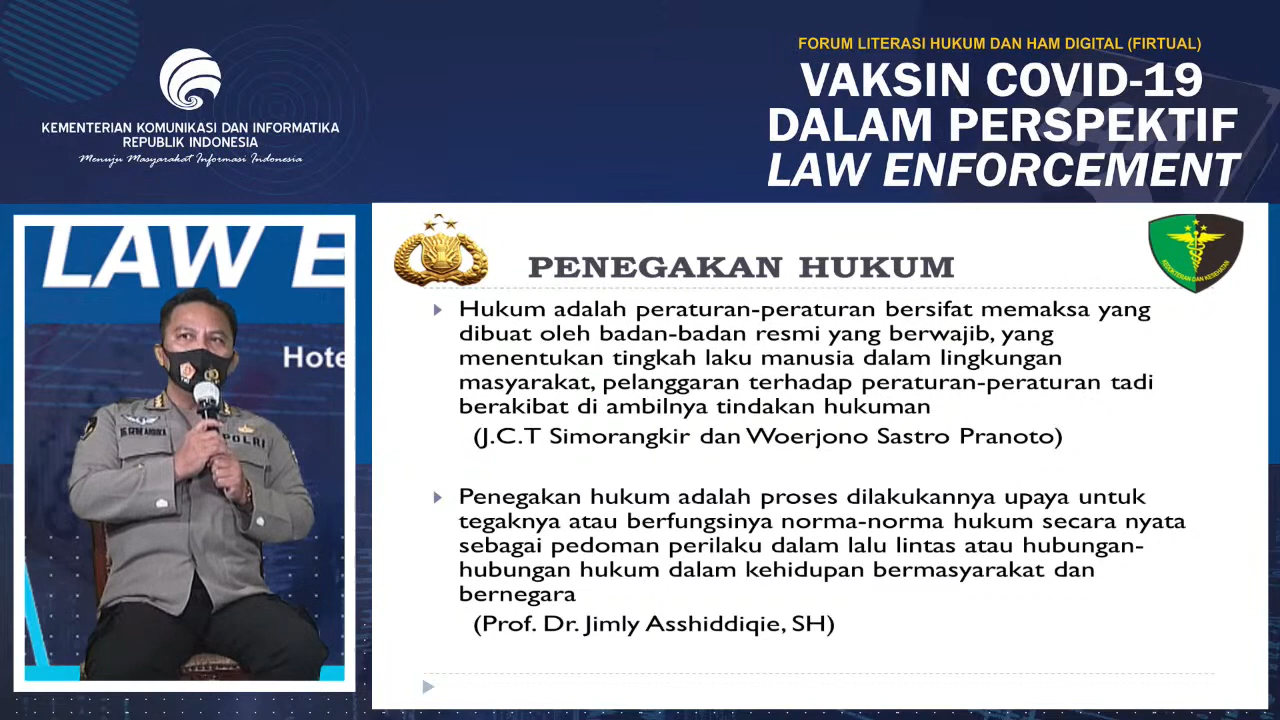 KEMENTERIAN KOMUNIKASI DAN INFORMATIKA
REPUBLIK INDONESIA
Menuju Masyarakat Informasi Indonesia
FORUM LITERASI HUKUM DAN HAM DIGITAL (FIRTUAL)
VAKSIN COVID-19
DALAM PERSPEKTIF
LAW ENFORCEMENT
LAW E
Hote
POLRI
PENEGAKAN HUKUM
KEDOKTERAN DAN KESEHATAN
Hukum adalah peraturan-peraturan bersifat memaksa yang
dibuat oleh badan-badan resmi yang berwajib, yang
menentukan tingkah laku manusia dalam lingkungan
masyarakat, pelanggaran terhadap peraturan-peraturan tadi
berakibat di ambilnya tindakan hukuman
(J.C.T Simorangkir dan Woerjono Sastro Pranoto)
Penegakan hukum adalah proses dilakukannya upaya untuk
tegaknya atau berfungsinya norma-norma hukum secara nyata
sebagai pedoman perilaku dalam lalu lintas atau hubungan-
hubungan hukum dalam kehidupan bermasyarakat dan
bernegara
(Prof. Dr. Jimly Asshiddiqie, SH)